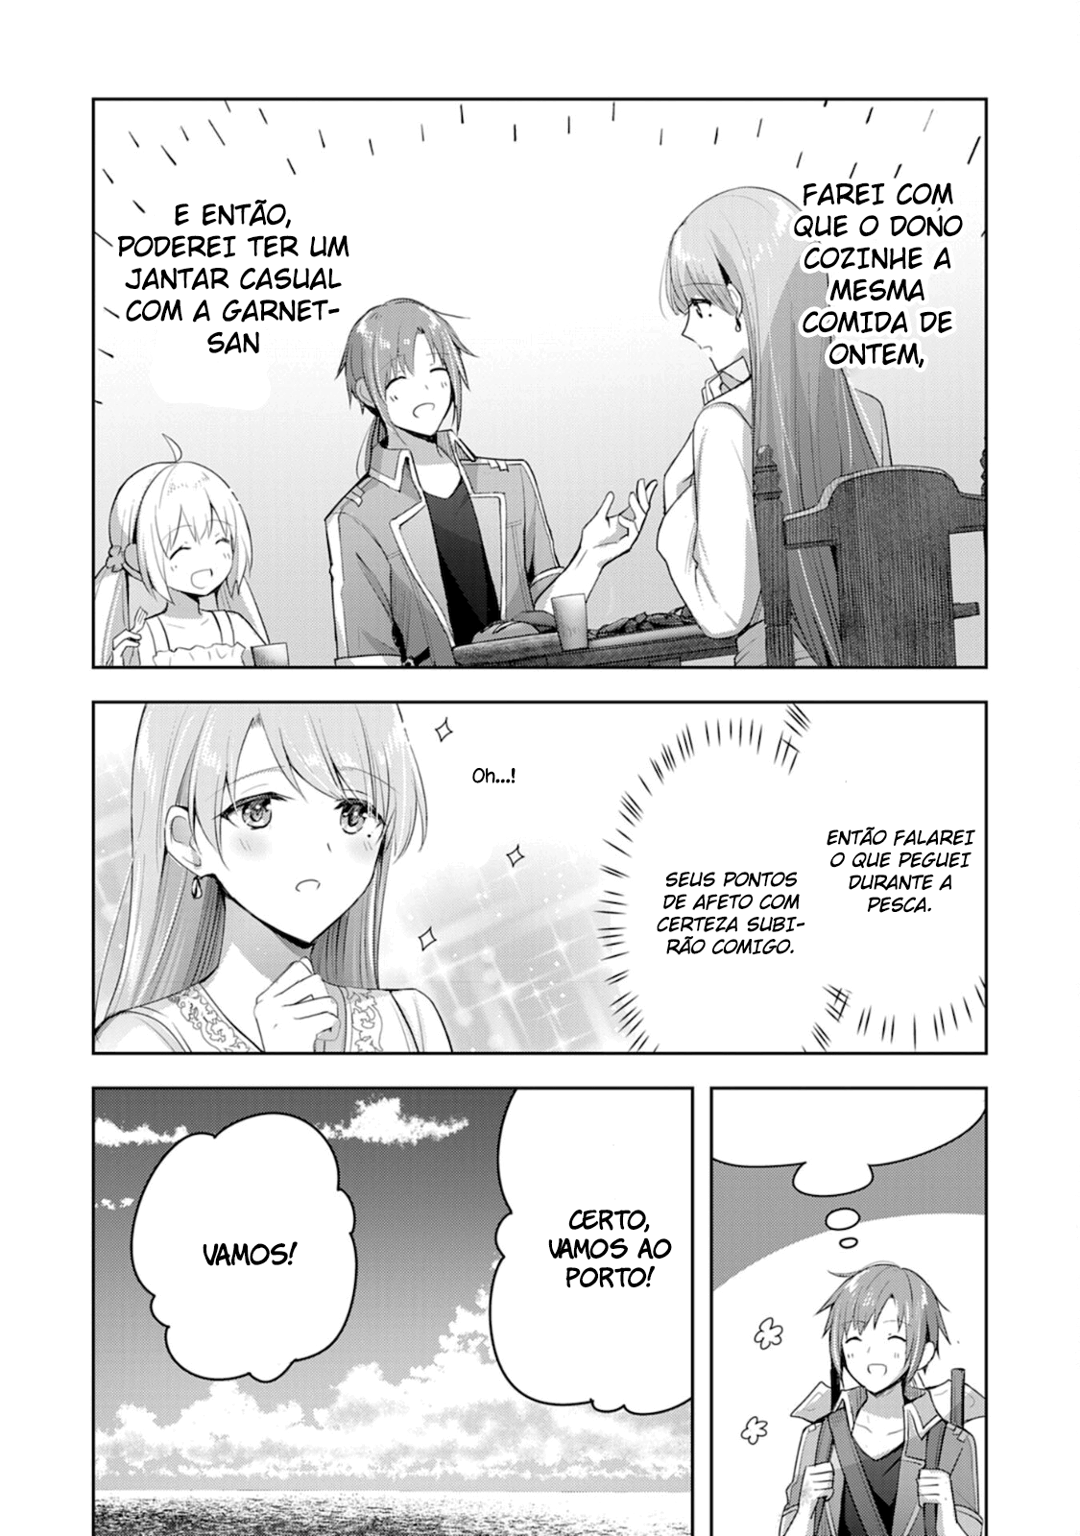 FAREI COM
QUE O DONO
COZINHE A
MESMA
COMIDA DE
ONTEM,
E ENTÃO,
PODEREI TER UM
JANTAR CASUAL
COM A GARNET-
SAN
ENTÃO FALAREI
O QUE PEGUEI
DURANTE A
PESCA.
SEUS PONTOS
DE AFETO COM
CERTEZA SUBI-
RÃO COMIGO.
Oh...!
CERTO,
VAMOS AO
PORTO!
VAMOS!